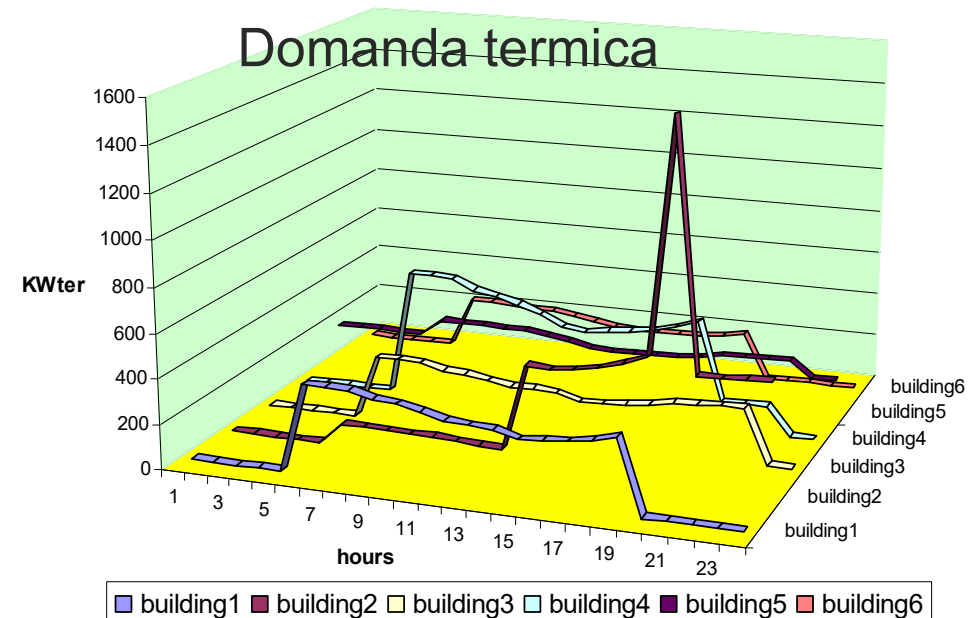 Domanda termica
1600
1400
1200
1000
800
600
400
200
0
KWter
1 3 5 7 9 11 13 15 17 19 21 23
hours
building6
building5
building4
building3
building2
building1
building1 building2 building3 building4 building5 building6